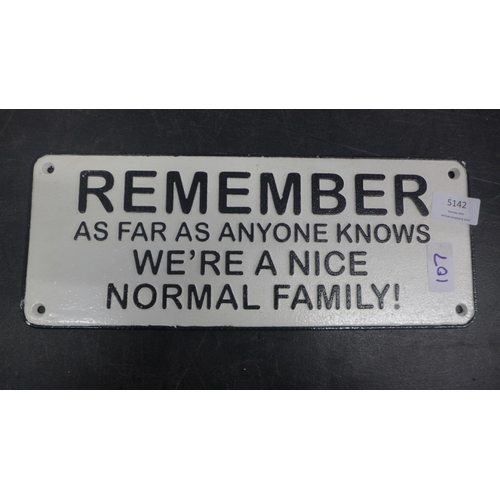 REMEMBER
AS FAR AS ANYONE KNOWS
WE'RE A NICE
NORMAL FAMILY!
5142
107